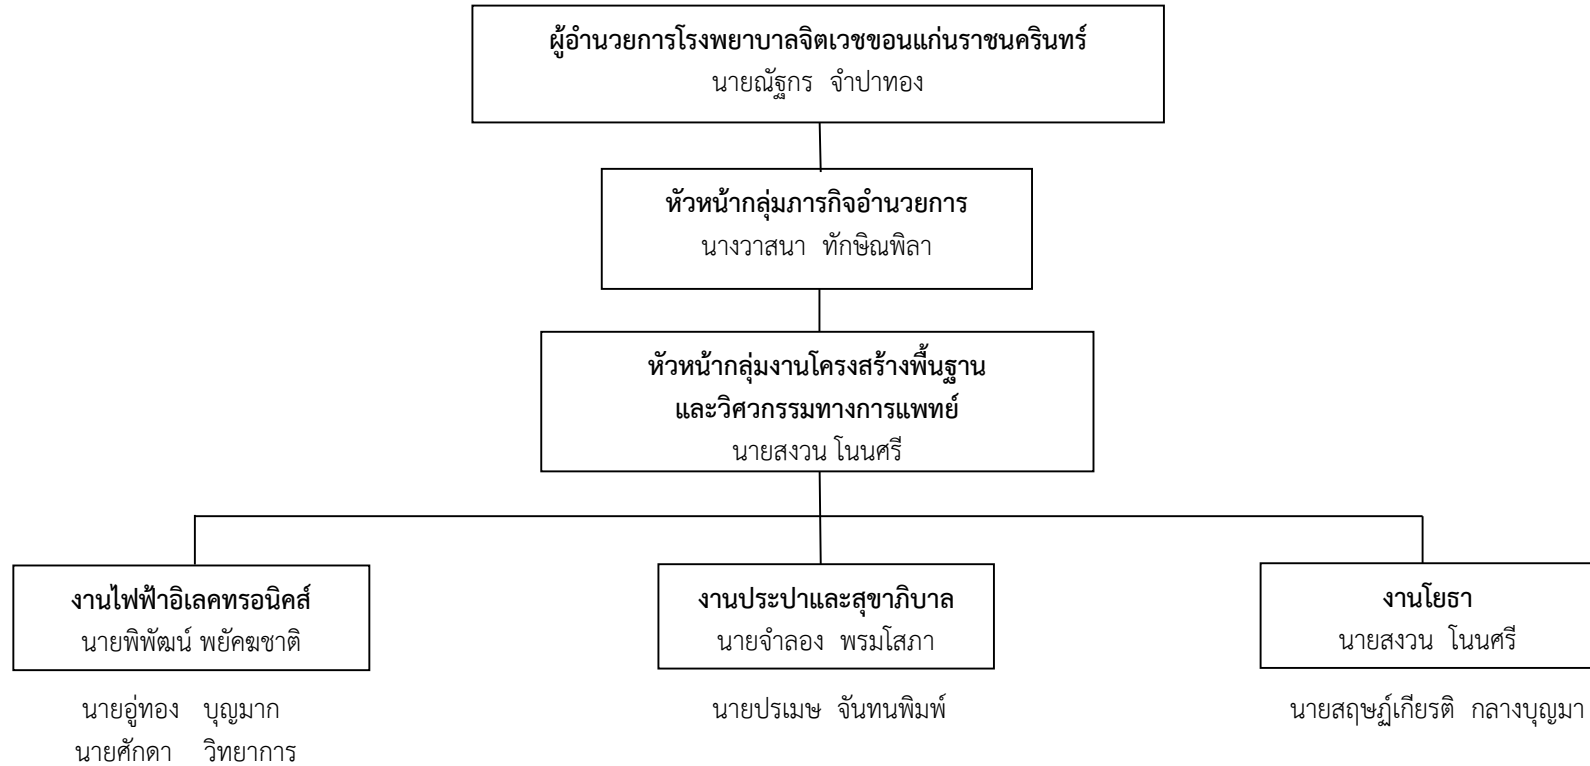 ผู้อำนวยการโรงพยาบาลจิตเวชขอนแก่นราชนครินทร์
นายณัฐกร จำปาทอง
หัวหน้ากลุ่มภารกิจอำนวยการ
นางวาสนา ทักษิณพิลา
หัวหน้ากลุ่มงานโครงสร้างพื้นฐาน
และวิศวกรรมทางการแพทย์
นายสงวน โนนศรี
งานไฟฟ้าอิเลคทรอนิคส์
นายพิพัฒน์ พยัคฆชาติ
นายอู่ทอง บุญมาก
นายศักดา วิทยาการ
งานประปาและสุขาภิบาล
นายจำลอง พรมโสภา
นายปรเมษ จันทนพิมพ์
งานโยธา
นายสงวน โนนศรี
นายสฤษฎ์เกียรติ กลางบุญมา